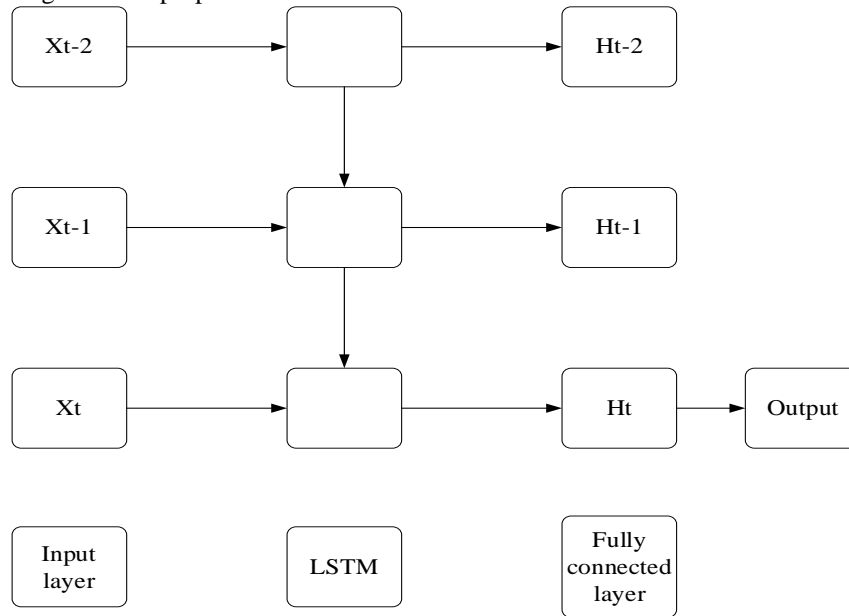 Xt-2
Ht-2
Xt-1
Ht-1
Xt
Ht
Output
Input
layer
LSTM
Fully
connected
layer